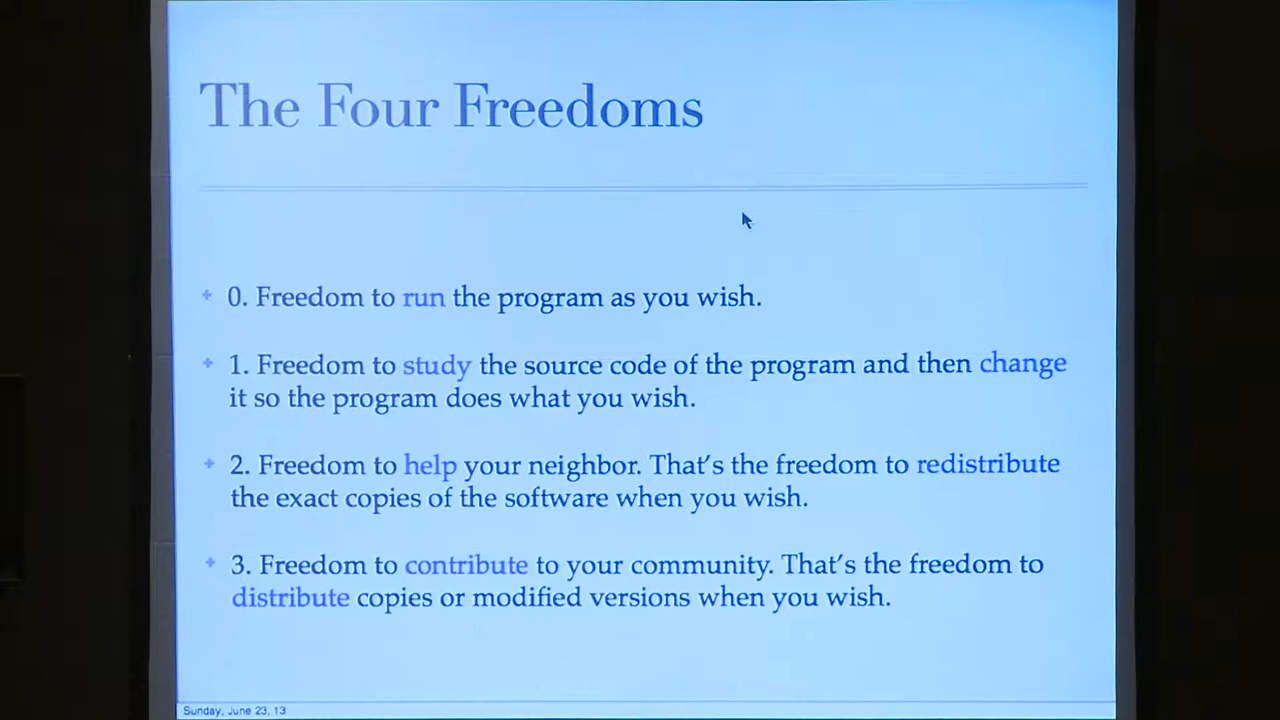 The Four Freedoms
0. Freedom to run the program as you wish.
1. Freedom to study the source code of the program and then change
it so the program does what you wish.
2. Freedom to help your neighbor. That's the freedom to redistribute
the exact copies of the software when you wish.
3. Freedom to contribute to your community. That's the freedom to
distribute copies or modified versions when you wish.
Sunday, June 23, 13